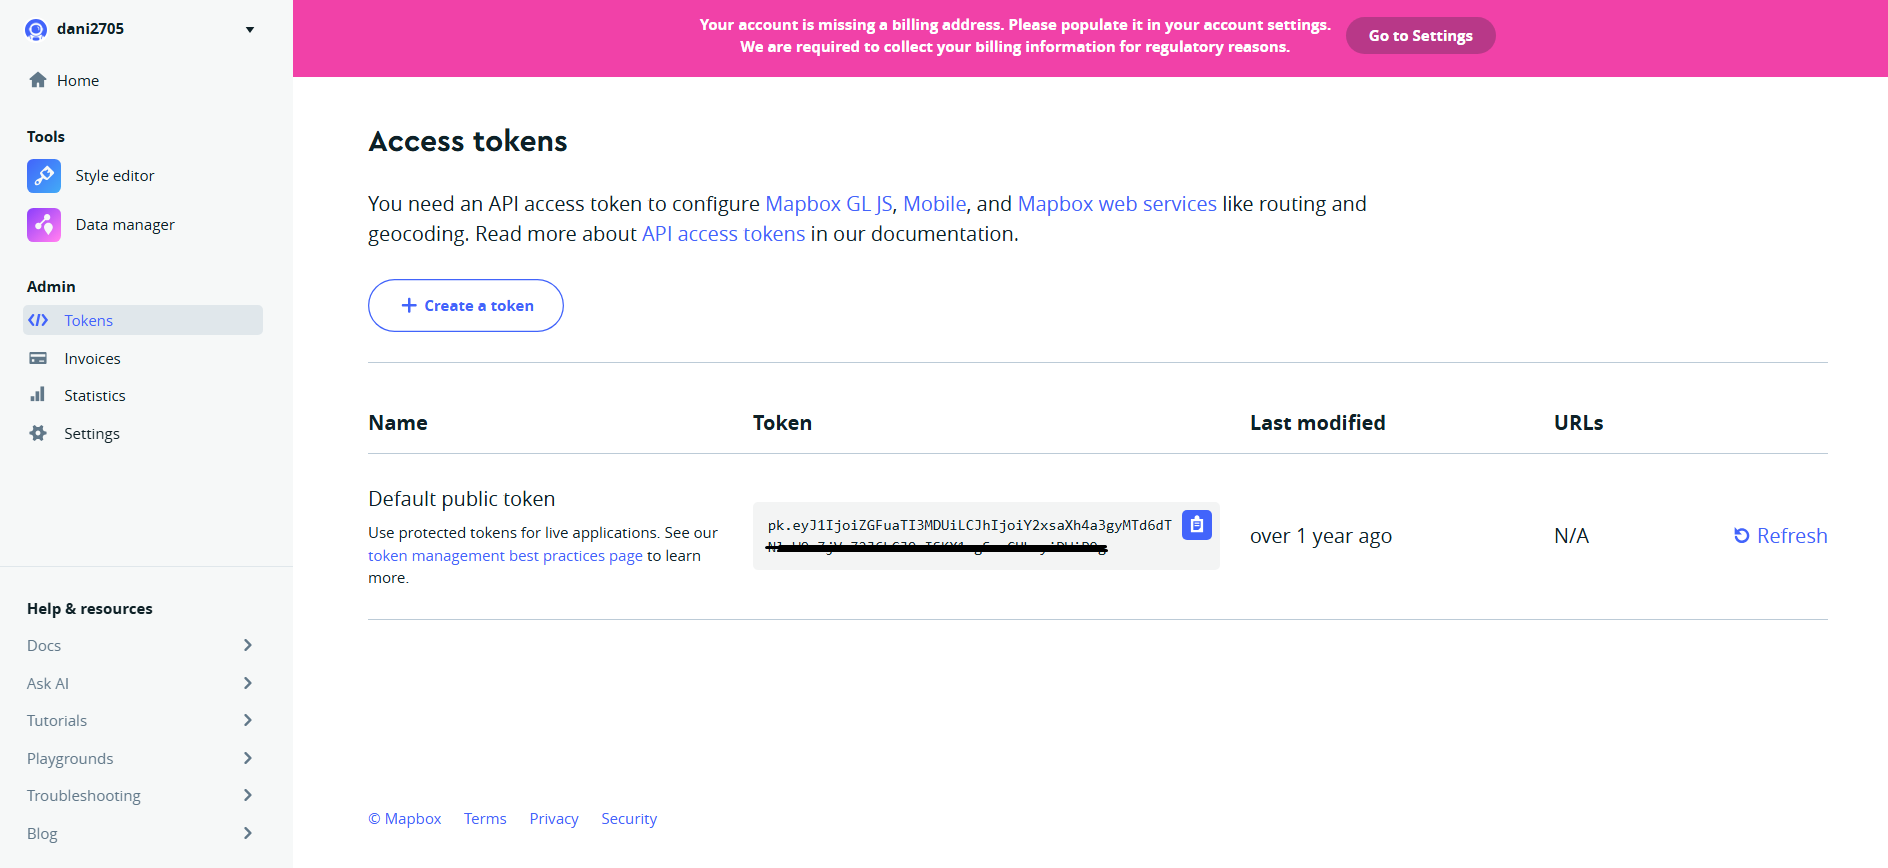 dani2705
Home
Tools
Style editor
Data manager
Admin
Tokens
Invoices
Statistics
Settings
Help & resources
Docs
Ask AI
Tutorials
Playgrounds
Troubleshooting
Blog
Your account is missing a billing address. Please populate it in your account settings.
We are required to collect your billing information for regulatory reasons.
Go to Settings
Access tokens
You need an API access token to configure Mapbox GL JS, Mobile, and Mapbox web services like routing and
geocoding. Read more about API access tokens in our documentation.
Create a token
Name Token Last modified URLs
Default public token
Use protected tokens for live applications. See our
token management best practices page to learn
more.
pk.eyJ1IjoiZGFuaTI3MDUiLCJhIjoiY2xsaXh4a3gyMTd6dT
over 1 year ago
N/A
Refresh
© Mapbox Terms Privacy Security